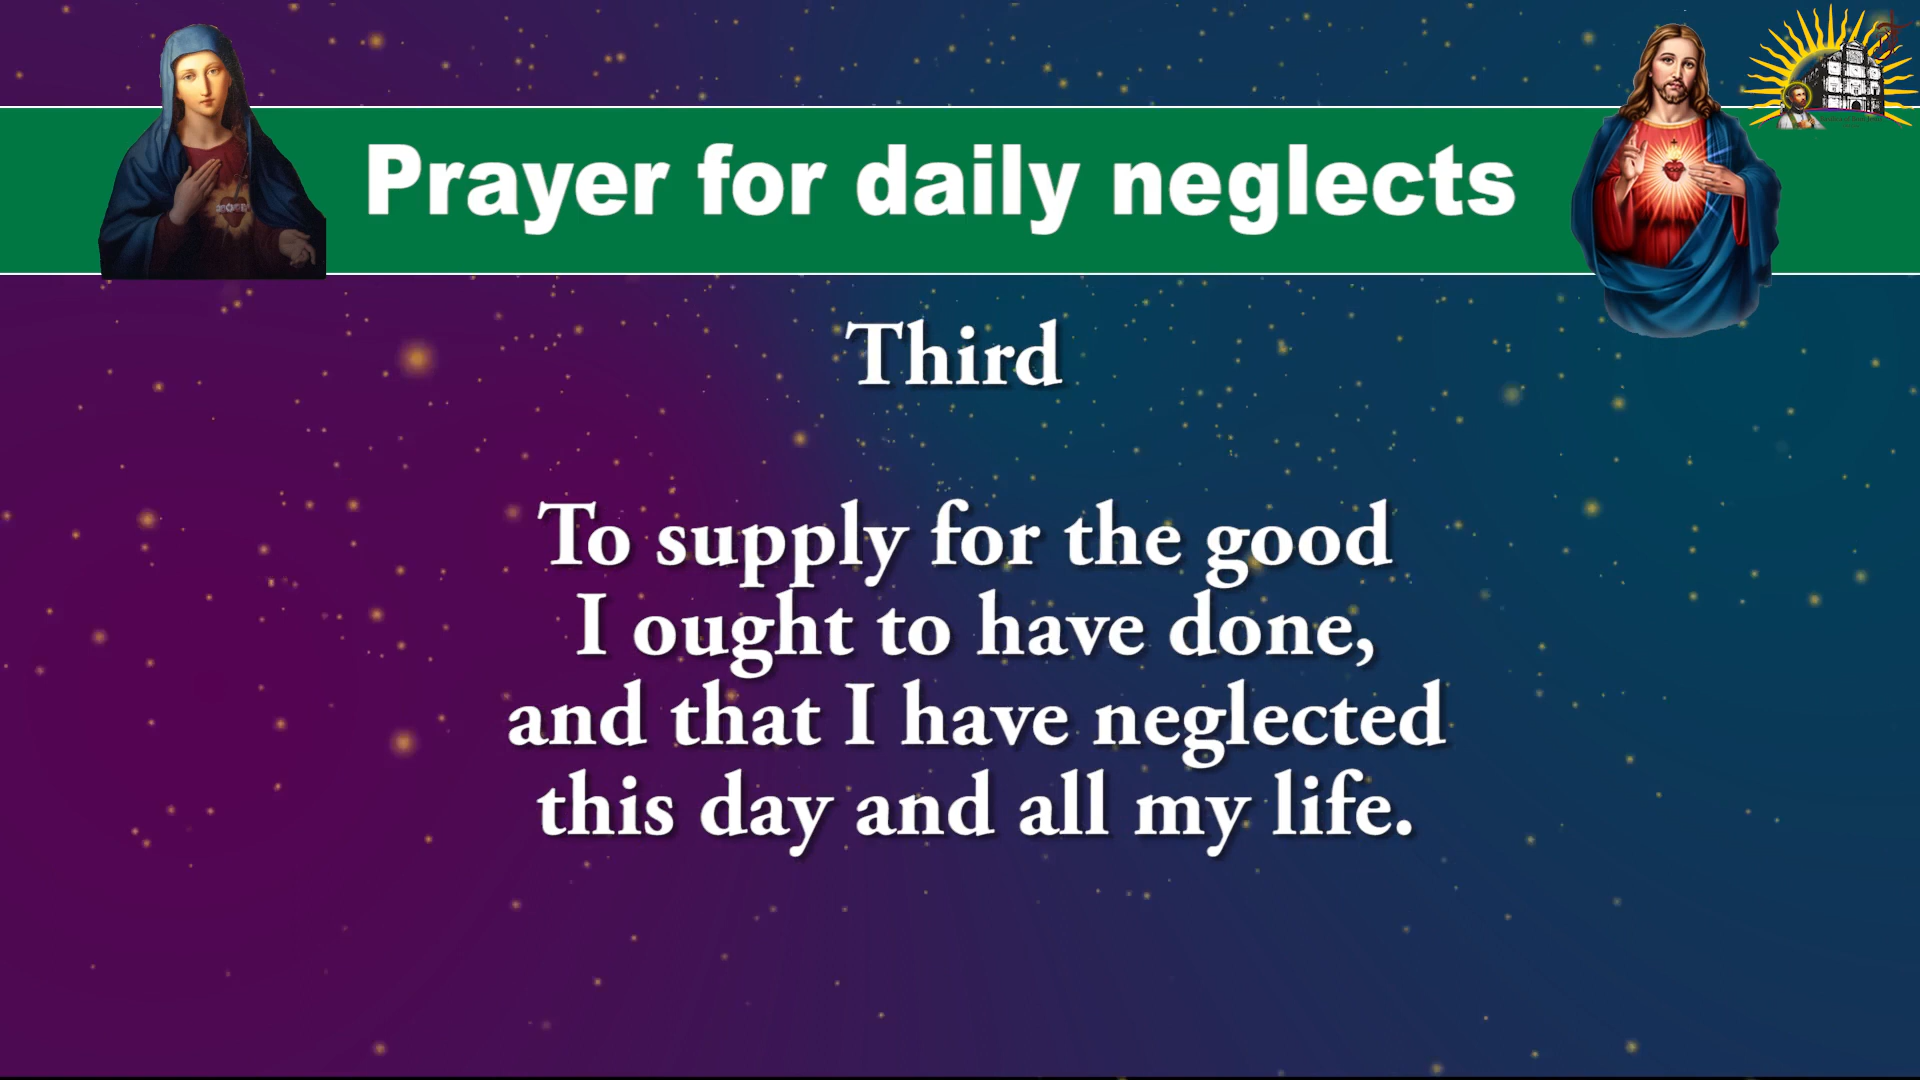 Prayer for daily neglects
Third
To supply for the good
I ought to have done,
and that I have neglected
this day and all my life.